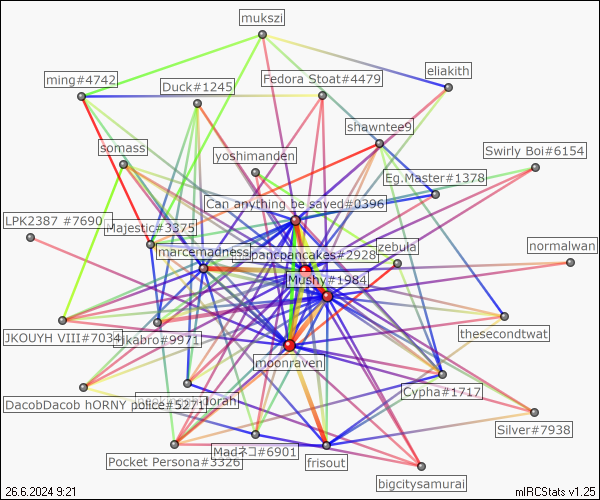 mukszi
eliakith
ming#4742
Duck#1245
Fedora Stoat#4479
shawntee9
somass
yoshimanden
Swirly Boi#6154
Eg.Master#1378
Can anything be saved#0396
LPK2387 #7690
Majestic#3375
marcemadness
pancpancakes#2928
zebula
normalwan
Mushy#1984
JKOUYH VIII#7034
jikabro#9971
thesecondtwat
moonraven
Cypha#1717
DacobDacob hORNY police#5271
Silver#7938
Pocket Persona#3326
Madネコ#6901
frisout
bigcitysamurai
26.6.2024 9:21
mIRCStats v1.25